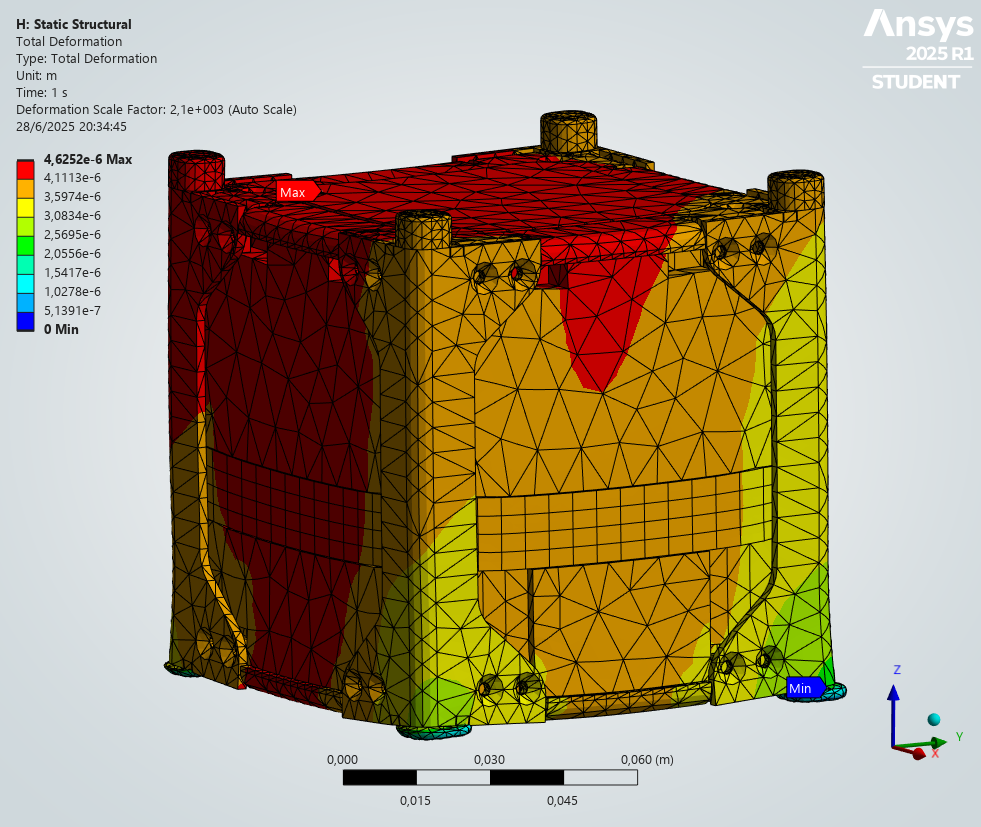 H: Static Structural
Total Deformation
Type: Total Deformation
Unit: m
Time: 1 s
Deformation Scale Factor: 2,1e+003 (Auto Scale)
28/6/2025 20:34:45
Ansys
2025 R1
STUDENT
4,6252e-6 Max
4,1113e-6
3,5974e-6
3,0834e-6
2,5695e-6
2,0556e-6
1,5417e-6
1,0278e-6
5,1391e-7
0 Min
Max
Min
0,000
0,030
0,060 (m)
0,015
0,045
Z
Y
X